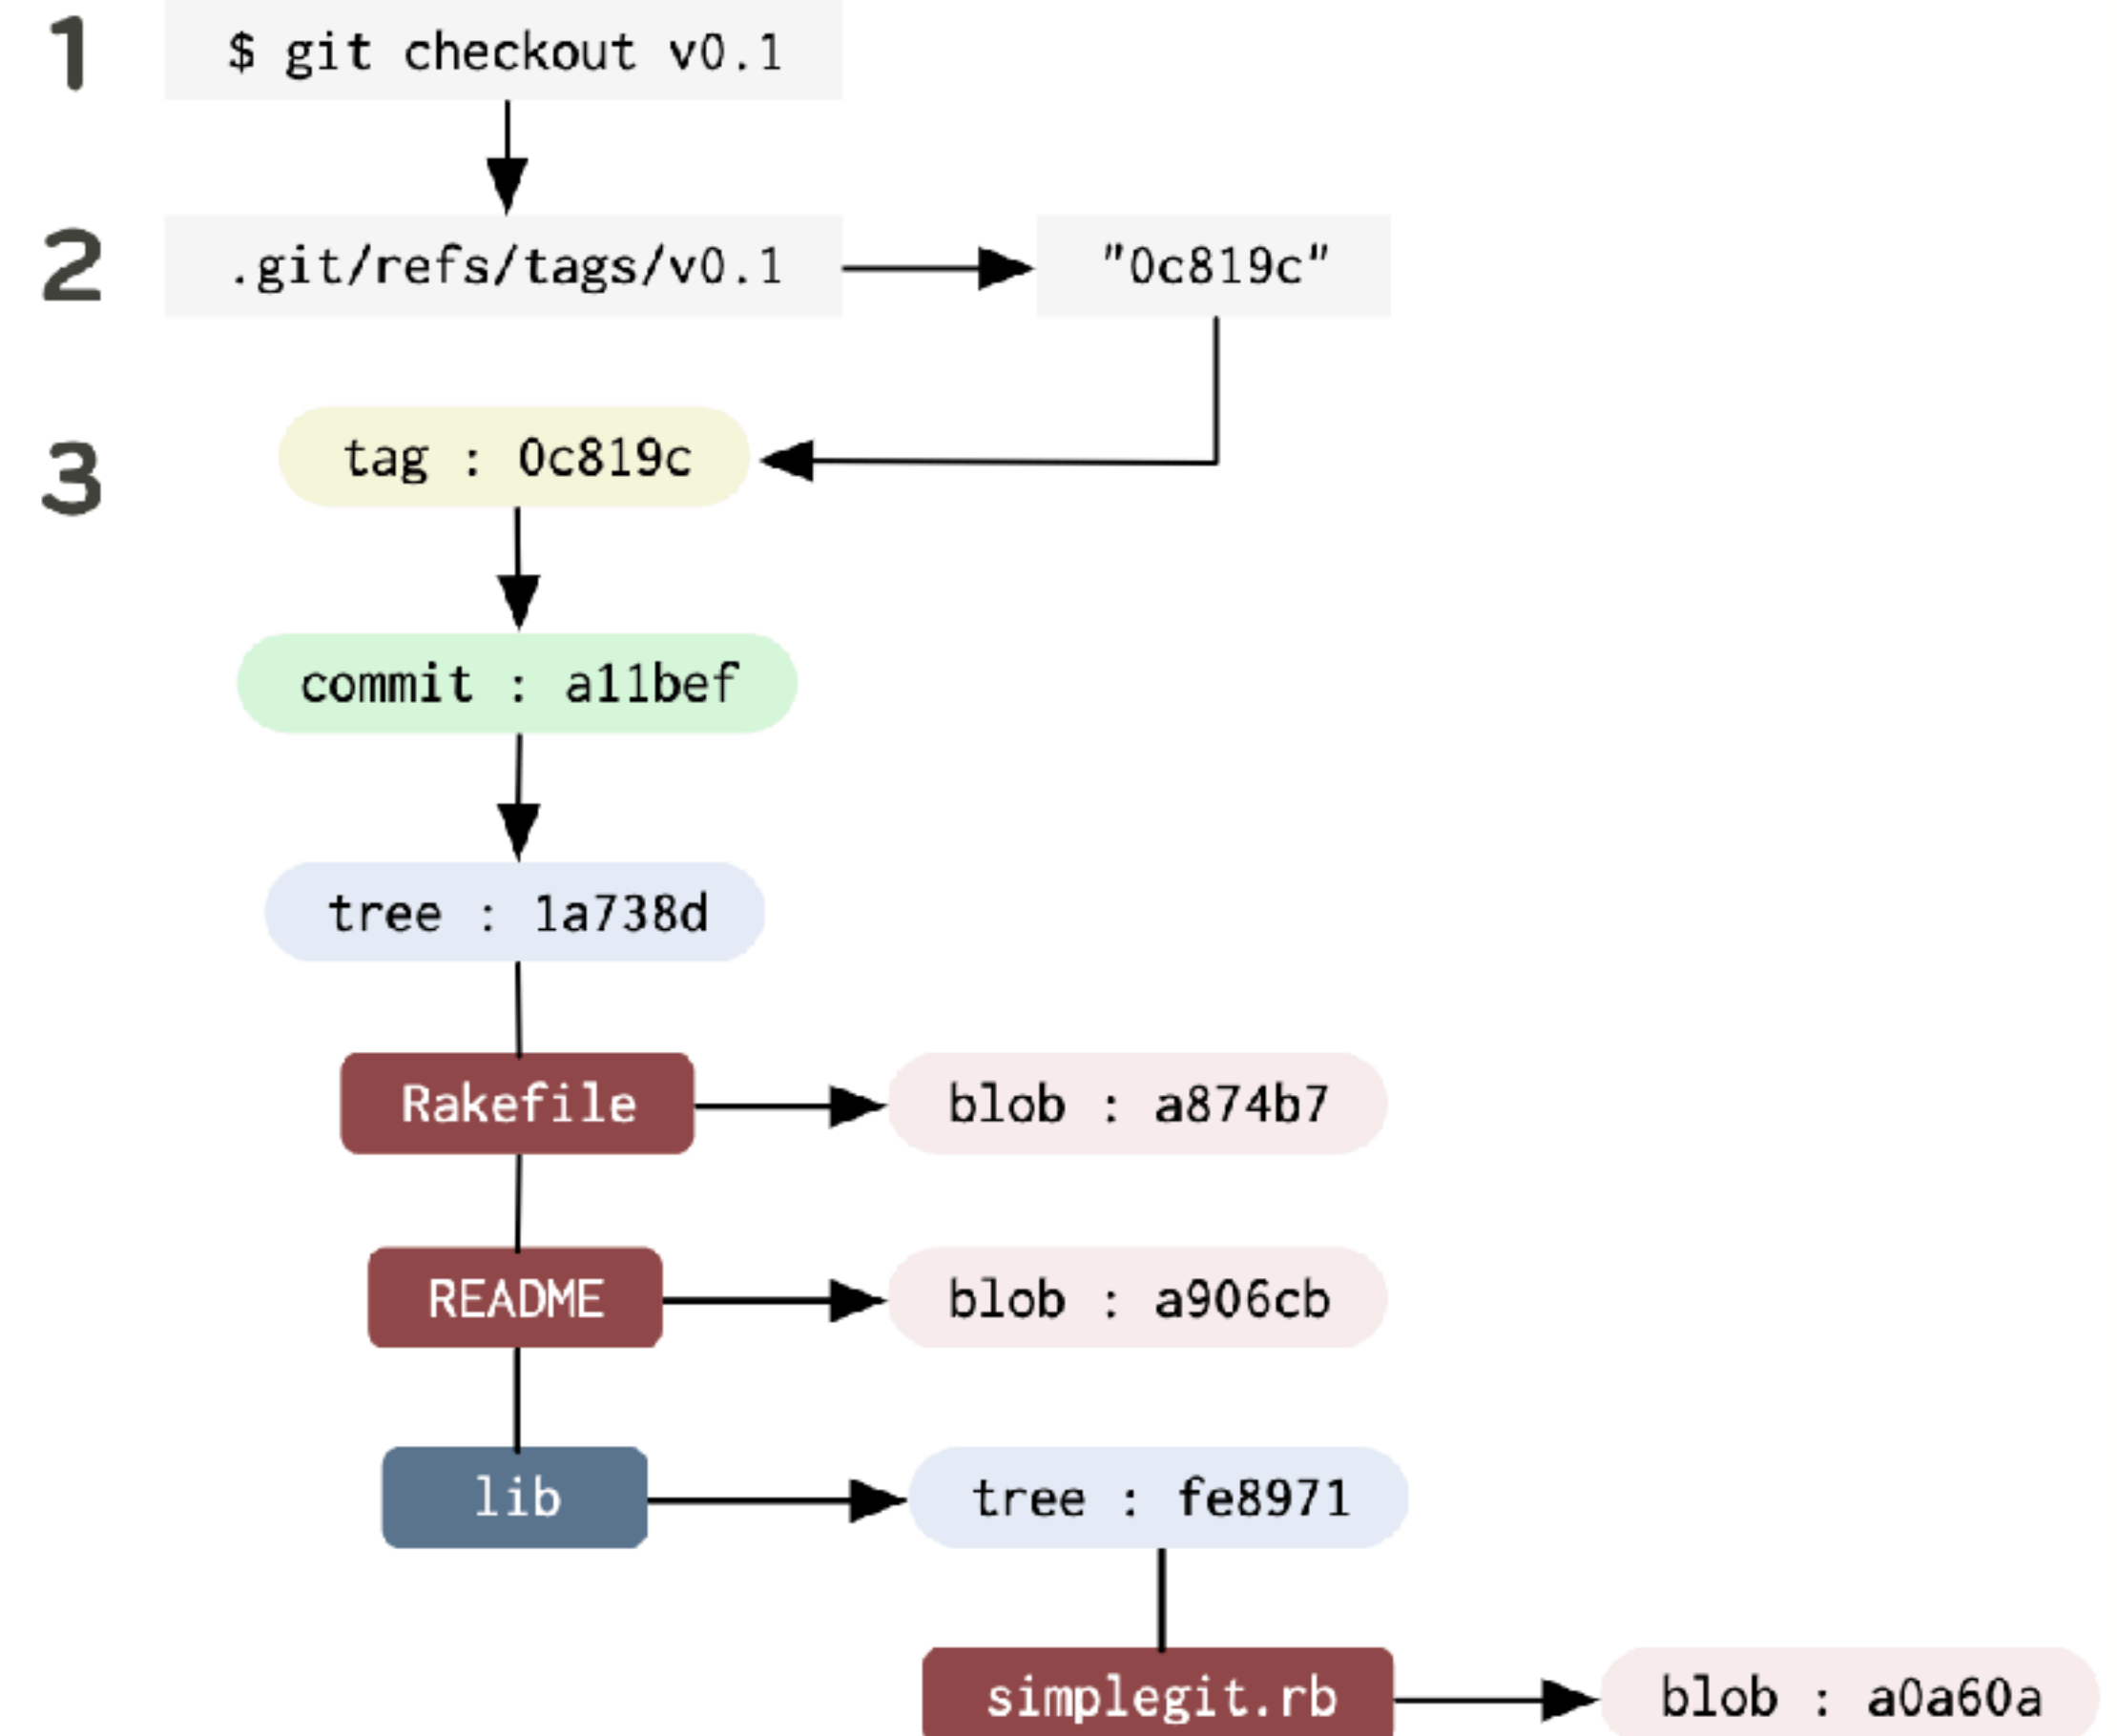 1
$ git checkout v0.1
2
.git/refs/tags/v0.1
"0c819c"
3
tag : 0c819c
commit : a11bef
tree : 1a738d
Rakefile
blob : a874b7
README
blob : a906cb
lib
tree : fe8971
simplegit.rb
blob : a0a60a